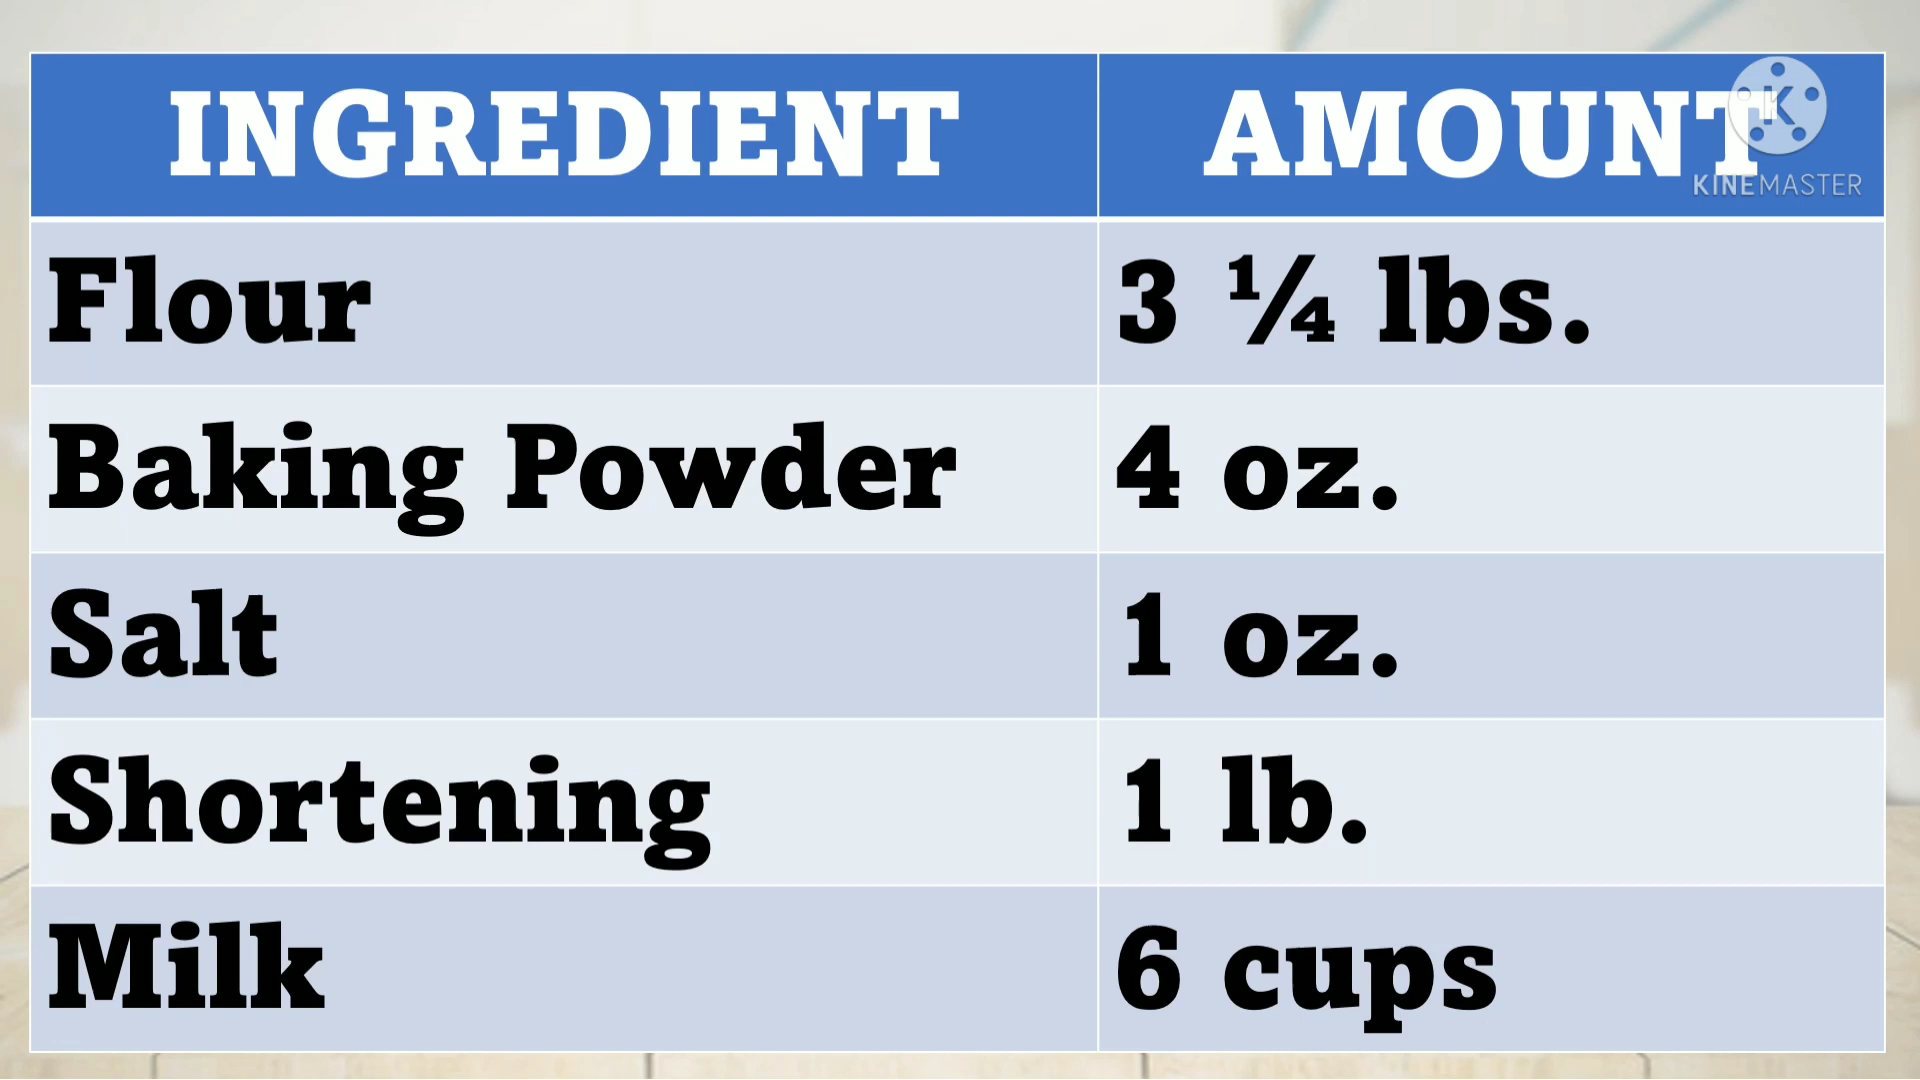 INGREDIENT AMOUNT
KINEMASTER
Flour 3 ¼ lbs.
Baking Powder 4 oz.
Salt 1 oz.
Shortening 1 lb.
Milk 6 cups